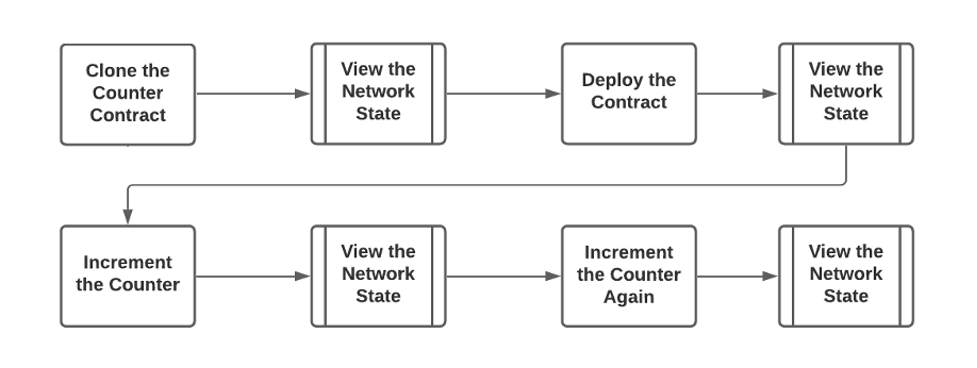 Clone the
Counter
Contract
View the
Network
State
Deploy the
Contract
View the
Network
State
Increment
the Counter
View the
Network
State
Increment
the Counter
Again
View the
Network
State